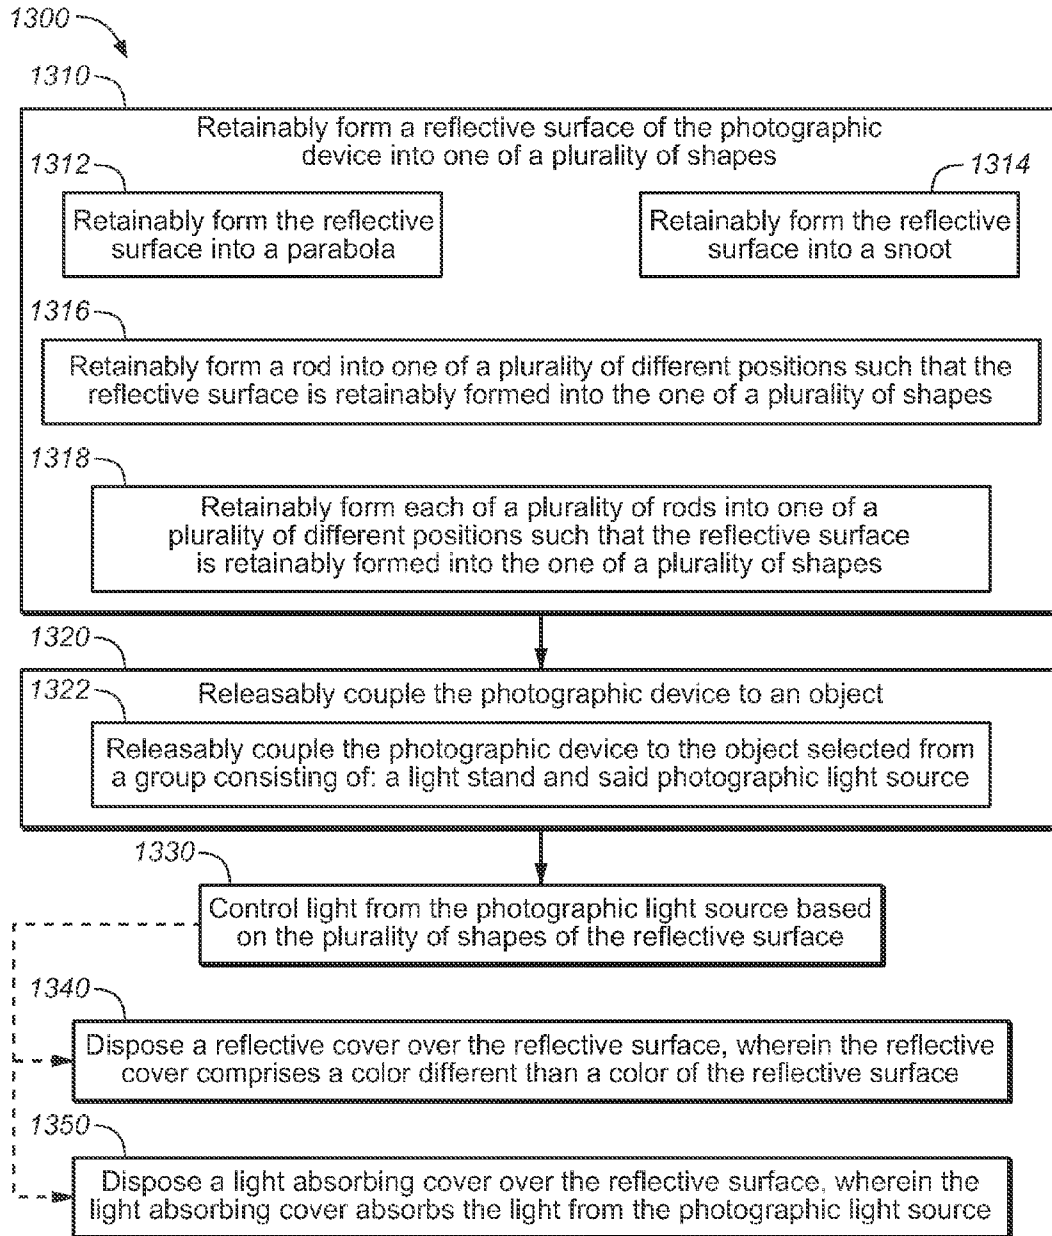 1300
1310
Retainably form a reflective surface of the photographic
device into one of a plurality of shapes
1312
1314
Retainably form the reflective
surface into a parabola
Retainably form the reflective
surface into a snoot
1316
Retainably form a rod into one of a plurality of different positions such that the
reflective surface is retainably formed into the one of a plurality of shapes
1318
Retainably form each of a plurality of rods into one of a
plurality of different positions such that the reflective surface
is retainably formed into the one of a plurality of shapes
1320
Releasably couple the photographic device to an object
1322
Releasably couple the photographic device to the object selected from
a group consisting of: a light stand and said photographic light source
1330
Control light from the photographic light source based
on the plurality of shapes of the reflective surface
1340
Dispose a reflective cover over the reflective surface, wherein the reflective
cover comprises a color different than a color of the reflective surface
1350
Dispose a light absorbing cover over the reflective surface, wherein the
light absorbing cover absorbs the light from the photographic light source